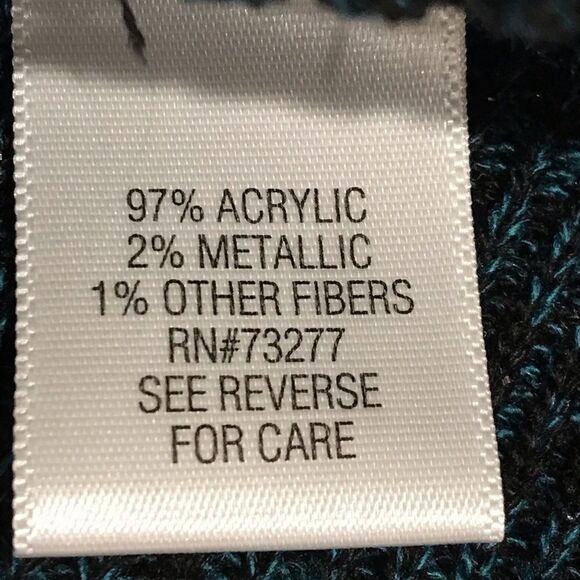 97% ACRYLIC
2% METALLIC
1% OTHER FIBERS
RN#73277
SEE REVERSE
FOR CARE